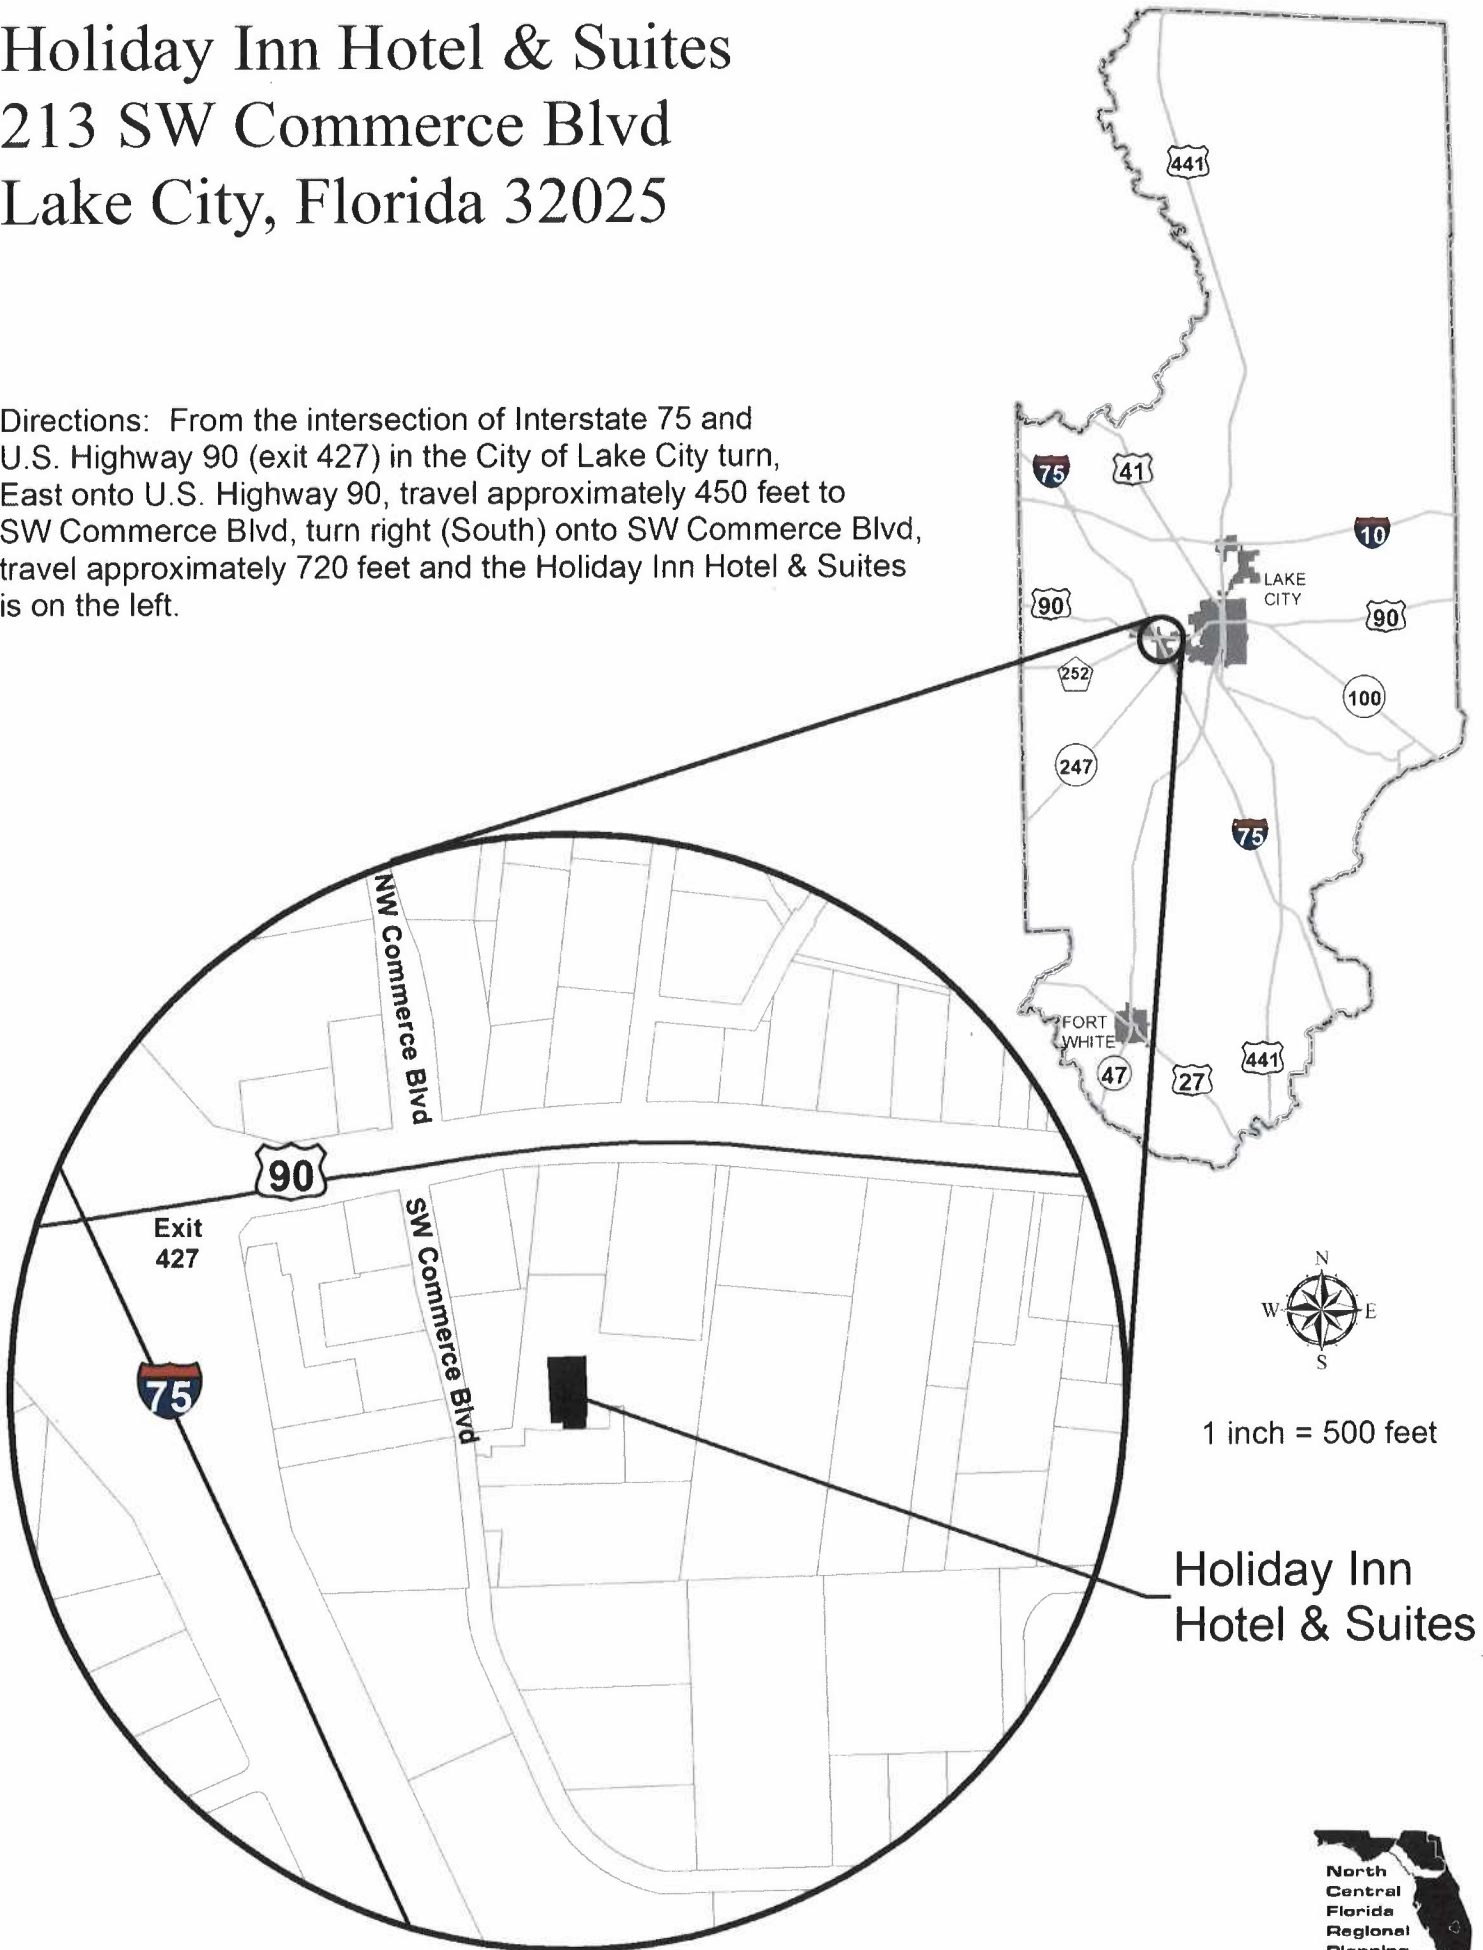 Holiday Inn Hotel & Suites
213 SW Commerce Blvd
Lake City, Florida 32025
Directions: From the intersection of Interstate 75 and
U.S. Highway 90 (exit 427) in the City of Lake City turn,
East onto U.S. Highway 90, travel approximately 450 feet to
SW Commerce Blvd, turn right (South) onto SW Commerce Blvd,
travel approximately 720 feet and the Holiday Inn Hotel & Suites
is on the left.
441
75
41
10
LAKE
CITY
90
90
252
100
247
75
FORT
WHITE
47
27
441
NW Commerce Blvd
90
Exit
427
SW Commerce Blvd
75
N
W
E
S
1 inch = 500 feet
Holiday Inn
Hotel & Suites
North
Central
Florida
Regional
Planning